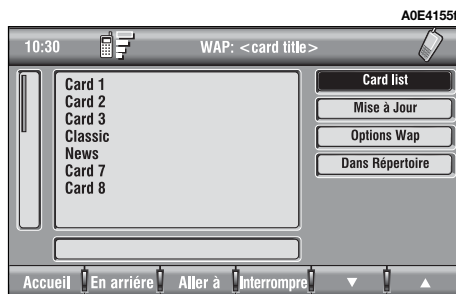 A0E4155f
10:30 WAP: <card title>
Card 1
Card 2
Card 3
Classic
News
Card 7
Card 8
Card list
Mise à Jour
Options Wap
Dans Répertoire
Accueil En arriére Aller à Interrompre